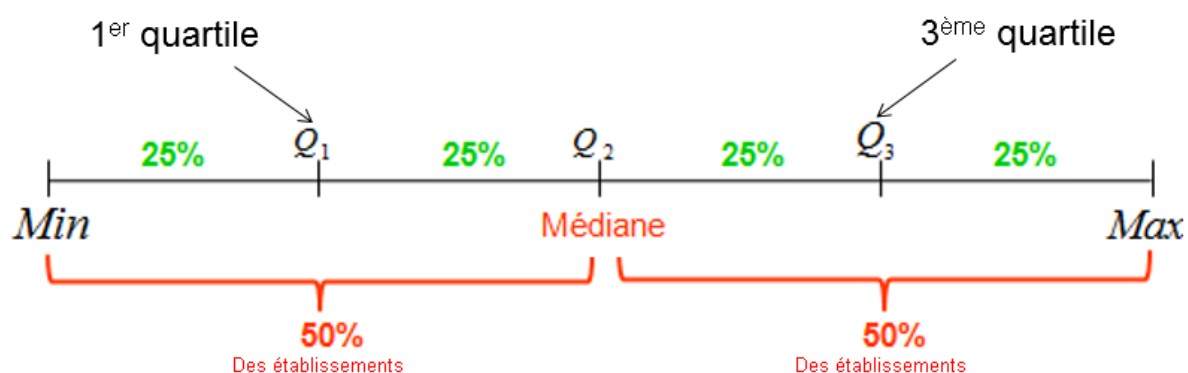 1er quartile
3ème quartile
25% Q1 25% Q2 25% Q3 25%
Min Médiane Max
50% 50%
Des établissements Des établissements